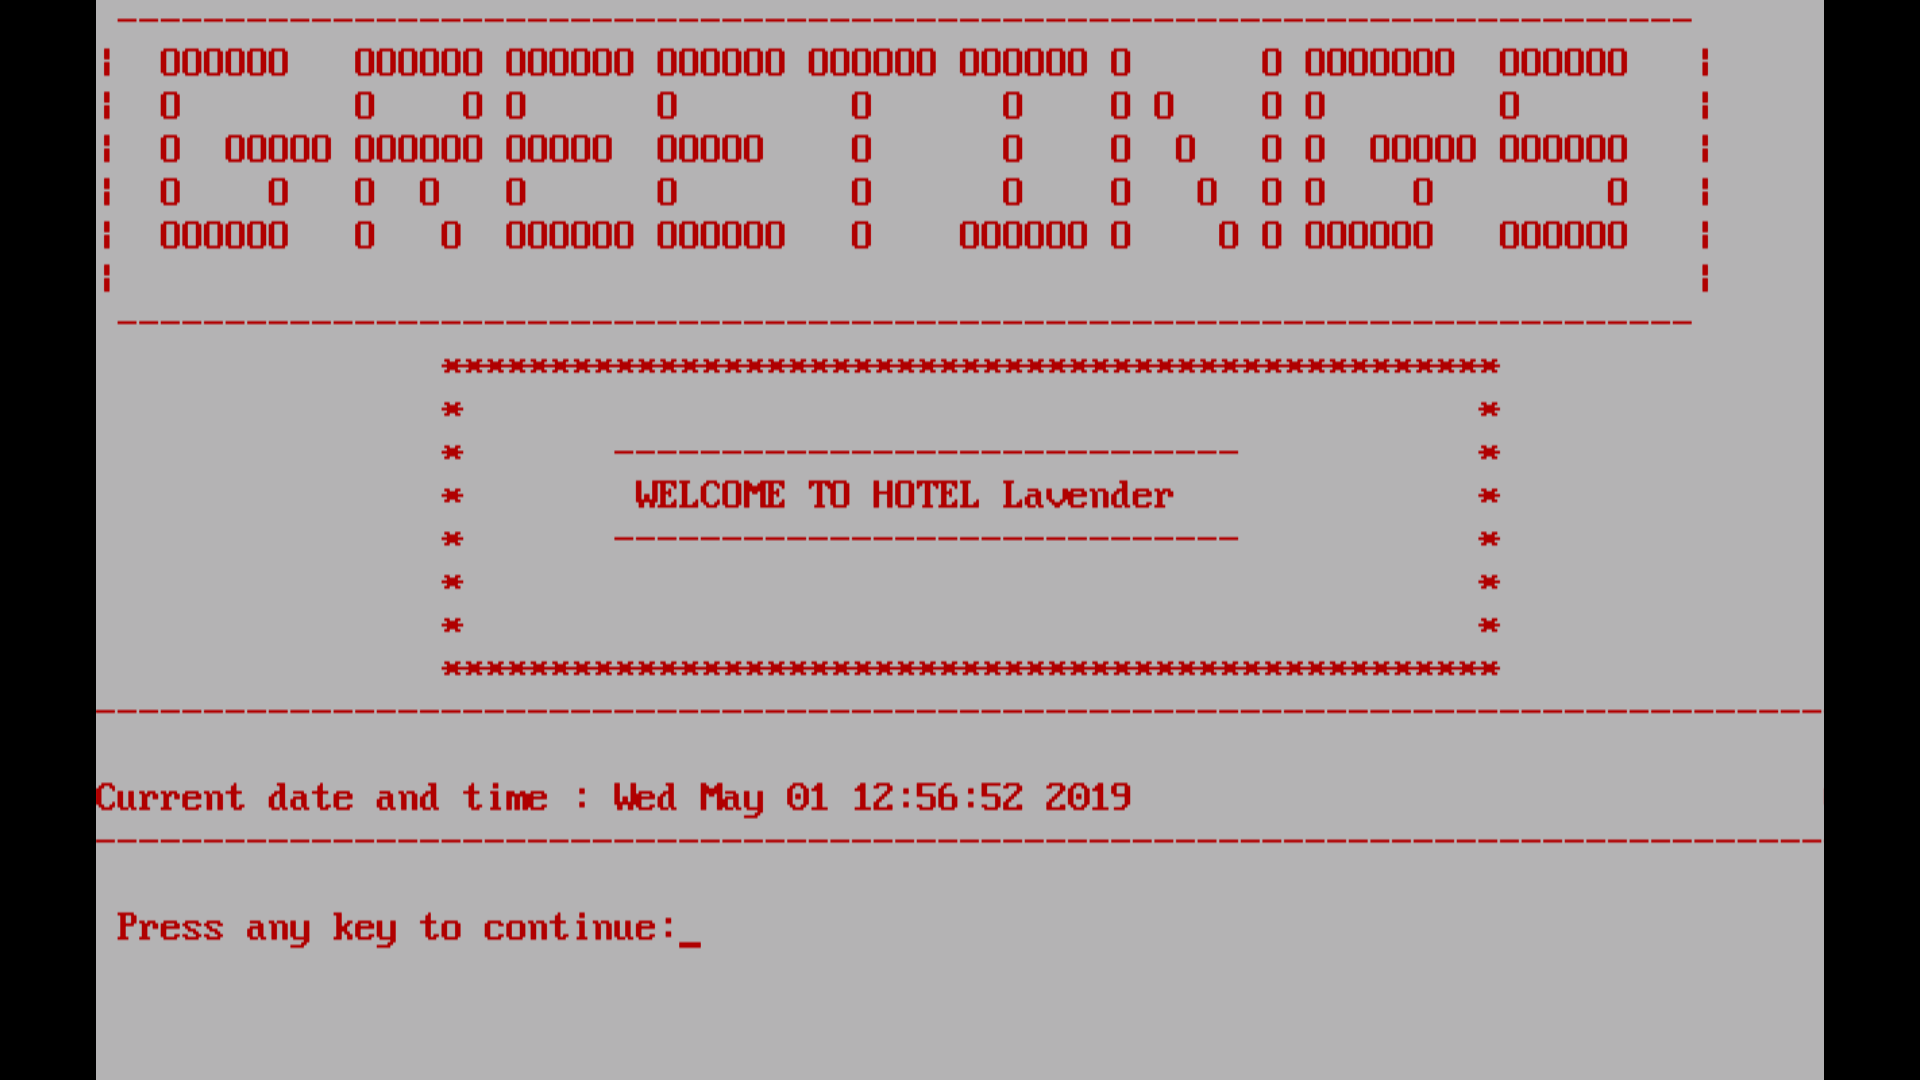 GREETINGS
WELCOME TO HOTEL Lavender
Current date and time : Wed May 01 12:56:52 2019
Press any key to continue:_